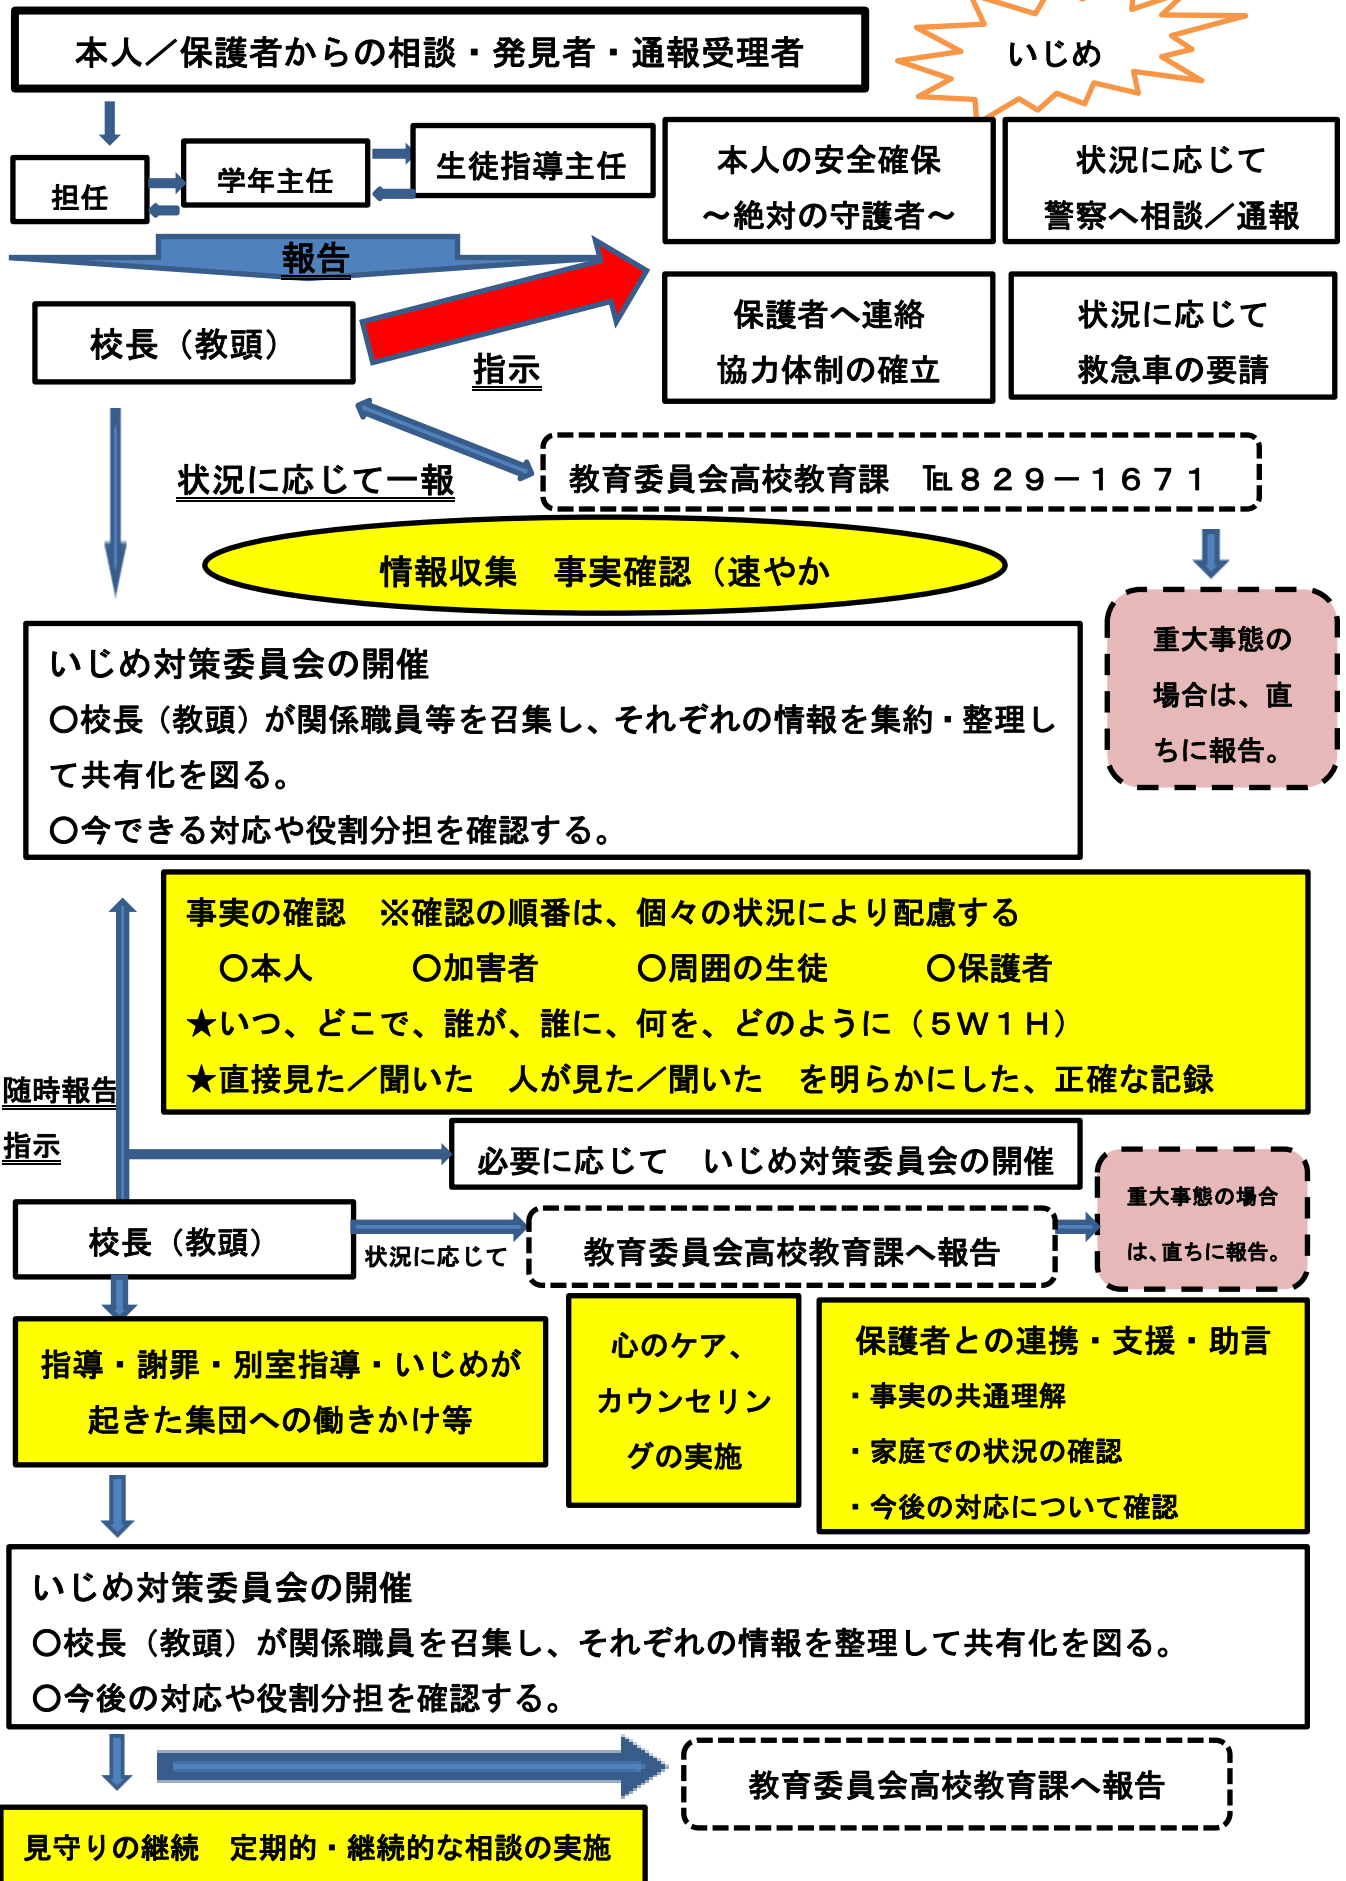 本人／保護者からの相談・発見者・通報受理者
いじめ
担任
学年主任
生徒指導主任
本人の安全確保
～絶対の守護者～
状況に応じて
警察へ相談／通報
報告
校長（教頭）
指示
保護者へ連絡
協力体制の確立
状況に応じて
救急車の要請
状況に応じて一報
教育委員会高校教育課　℡８２９－１６７１
情報収集　事実確認（速やか
重大事態の
場合は、直
ちに報告。
いじめ対策委員会の開催
○校長（教頭）が関係職員等を召集し、それぞれの情報を集約・整理し
て共有化を図る。
○今できる対応や役割分担を確認する。
事実の確認　※確認の順番は、個々の状況により配慮する
○本人　　　○加害者　　　○周囲の生徒　　　○保護者
★いつ、どこで、誰が、誰に、何を、どのように（５Ｗ１Ｈ）
★直接見た／聞いた　人が見た／聞いた　を明らかにした、正確な記録
随時報告
指示
必要に応じて　いじめ対策委員会の開催
校長（教頭）
状況に応じて
教育委員会高校教育課へ報告
重大事態の場合
は、直ちに報告。
指導・謝罪・別室指導・いじめが
起きた集団への働きかけ等
心のケア、
カウンセリン
グの実施
保護者との連携・支援・助言
・事実の共通理解
・家庭での状況の確認
・今後の対応について確認
いじめ対策委員会の開催
○校長（教頭）が関係職員を召集し、それぞれの情報を整理して共有化を図る。
○今後の対応や役割分担を確認する。
教育委員会高校教育課へ報告
見守りの継続　定期的・継続的な相談の実施